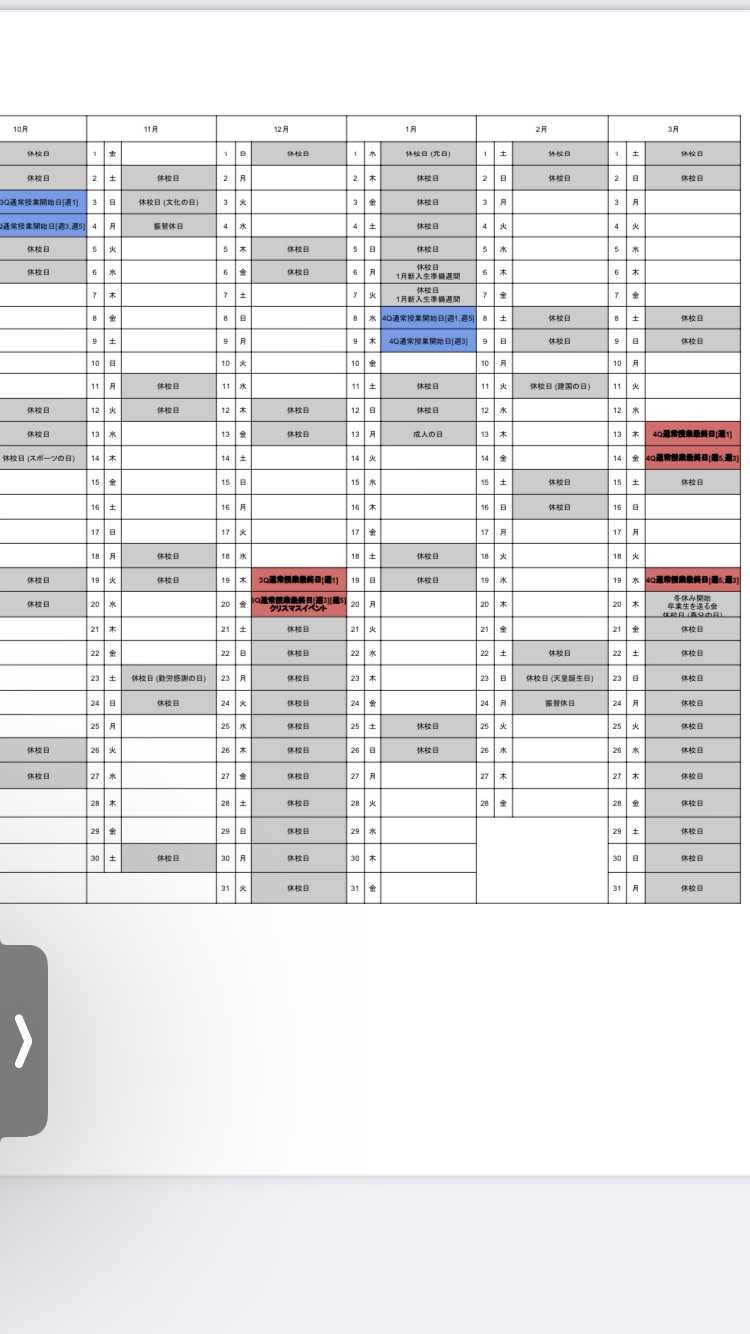 10月 11月 12月 1月 2月 3月
休校日 1 金 1 日 休校日 1 水 休校日 (元日) 1 土 休校日 1 土 休校日
休校日 2 土 休校日 2 月 2 木 休校日 2 日 休校日 2 日 休校日
3Q通常授業開始日[週1] 3 日 休校日 (文化の日) 3 火 3 金 休校日 3 月 3 月
Q通常授業開始日[週3,週5] 4 月 振替休日 4 水 4 土 休校日 4 火 4 火
休校日 5 火 5 木 休校日 5 日 休校日 5 水 5 水
休校日 6 水 6 金 休校日 6 月 休校日 6 木 6 木
1月新入生準備週間
7 木 7 土 7 火 休校日 7 金 7 金
1月新入生準備週間
8 金 8 日 8 水 4Q通常授業開始日[週1,週5] 8 土 休校日 8 土 休校日
9 土 9 月 9 木 4Q通常授業開始日[週3] 9 日 休校日 9 日 休校日
10 日 10 火 10 金 10 月 10 月
11 月 休校日 11 水 11 土 休校日 11 火 休校日 (建国の日) 11 火
休校日 12 火 休校日 12 木 休校日 12 日 休校日 12 水 12 水
休校日 13 水 13 金 休校日 13 月 成人の日 13 木 13 木 4Q通常授業最終日[週1]
休校日 (スポーツの日) 14 木 14 土 14 火 14 金 14 金 4Q通常授業最終日[週5,週3]
15 金 15 日 15 水 15 土 休校日 15 土 休校日
16 土 16 月 16 木 16 日 休校日 16 日
17 日 17 火 17 金 17 月 17 月
18 月 休校日 18 水 18 土 休校日 18 火 18 火
休校日 19 火 休校日 19 木 3Q通常授業最終日[週1] 19 日 休校日 19 水 19 水 4Q通常授業最終日[週5,週3]
休校日 20 水 20 金 3Q通常授業最終日[週3][週5] 20 月 20 木 20 木 冬休み開始
クリスマスイベント 卒業生を送る会
休校日 (春分の日)
21 木 21 土 休校日 21 火 21 金 21 金 休校日
22 金 22 日 休校日 22 水 22 土 休校日 22 土 休校日
23 土 休校日 (勤労感謝の日) 23 月 休校日 23 木 23 日 休校日 (天皇誕生日) 23 日 休校日
24 日 休校日 24 火 休校日 24 金 24 月 振替休日 24 月 休校日
25 月 25 水 休校日 25 土 休校日 25 火 25 火 休校日
休校日 26 火 26 木 休校日 26 日 休校日 26 水 26 水 休校日
休校日 27 水 27 金 休校日 27 月 27 木 27 木 休校日
28 木 28 土 休校日 28 火 28 金 28 金 休校日
29 金 29 日 休校日 29 水 29 土 休校日
30 土 休校日 30 月 休校日 30 木 30 日 休校日
31 火 休校日 31 金 31 月 休校日